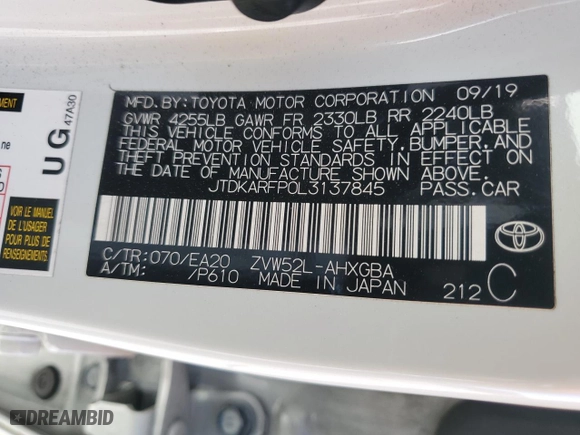 MFD.BY:TOYOTA MOTOR CORPORATION 09/19
GVWR 4255LB GAWR FR 2330LB RR 2240LB
THIS VEHICLE CONFORMS TO ALL APPLICABLE
FEDERAL MOTOR VEHICLE SAFETY,BUMPER,AND
THEFT PREVENTION STANDARDS IN EFFECT ON
THE DATE OF MANUFACTURE SHOWN ABOVE.
JTDKARFP0L3137845 PASS.CAR
C/TR:070/EA20 ZVW52L-AHXGBA
A/TM: /P610 MADE IN JAPAN 212C
TOYOTA
UG 47A30
VOIR LE
MANUEL DE
L'USAGER
POUR PLUS DE
RENSEIGNEMENTS
DREAMBID